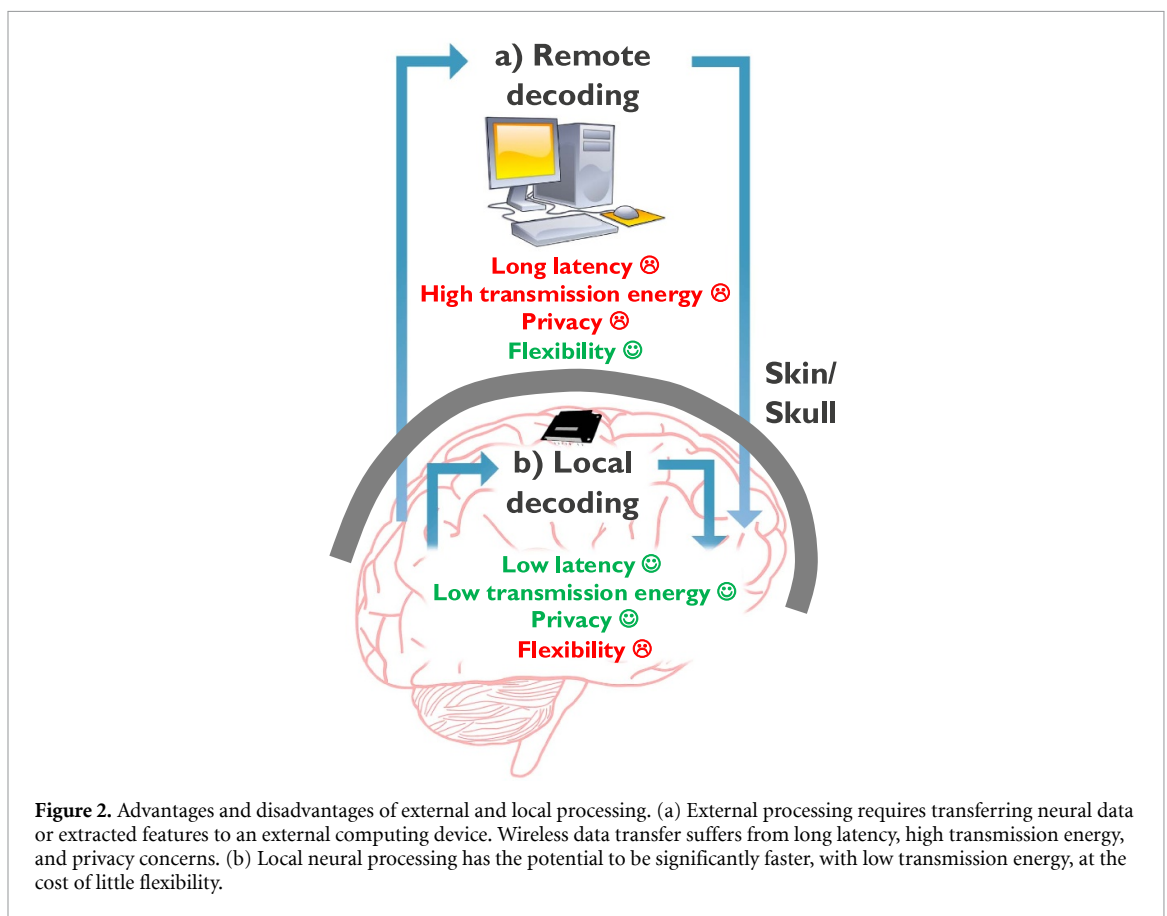 a) Remote
decoding
Long latency ☹
High transmission energy ☹
Privacy ☹
Flexibility ☺
Skin/
Skull
b) Local
decoding
Low latency ☺
Low transmission energy ☺
Privacy ☺
Flexibility ☹
Figure 2. Advantages and disadvantages of external and local processing. (a) External processing requires transferring neural data
or extracted features to an external computing device. Wireless data transfer suffers from long latency, high transmission energy,
and privacy concerns. (b) Local neural processing has the potential to be significantly faster, with low transmission energy, at the
cost of little flexibility.